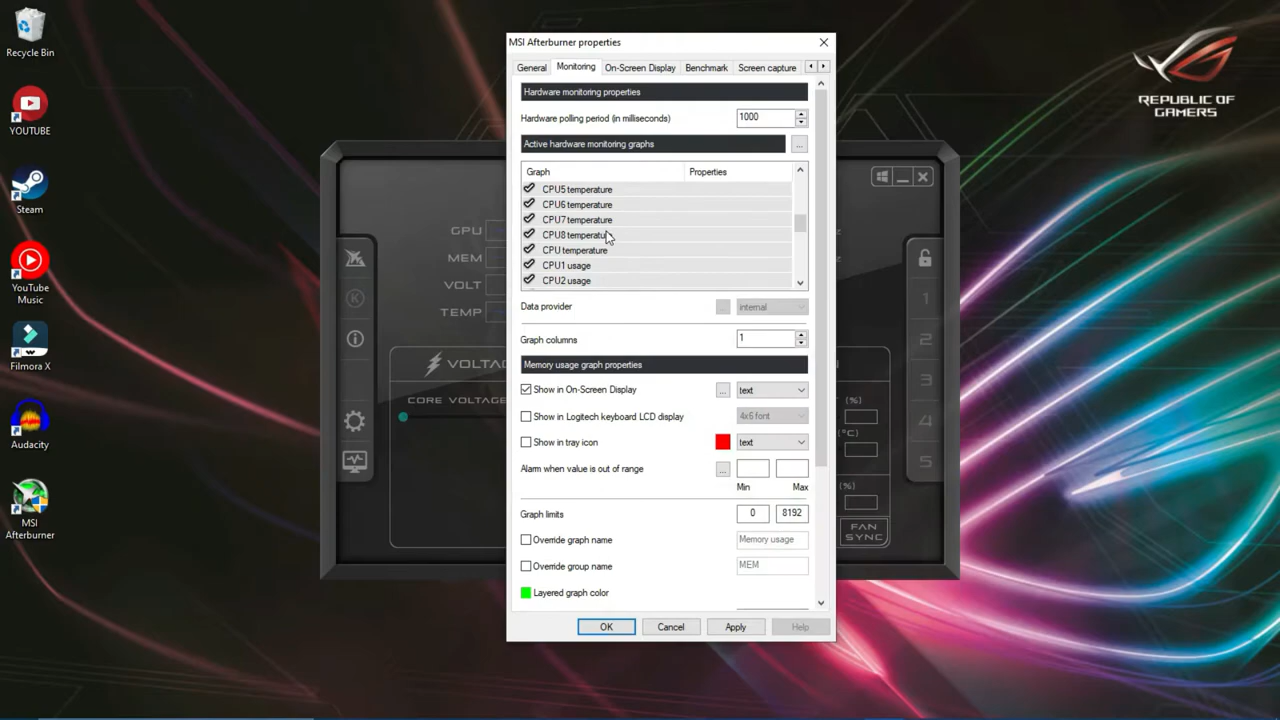 Recycle Bin
YOUTUBE
Steam
YouTube
Music
Filmora X
Audacity
MSI
Afterburner
REPUBLIC OF
GAMERS
MSI Afterburner properties
General
Monitoring
On-Screen Display
Benchmark
Screen capture
Hardware monitoring properties
Hardware polling period (in milliseconds)
1000
Active hardware monitoring graphs
...
Graph
Properties
CPU5 temperature
CPU6 temperature
CPU7 temperature
CPU8 temperature
CPU temperature
CPU1 usage
CPU2 usage
Data provider
...
internal
Graph columns
1
Memory usage graph properties
Show in On-Screen Display
...
text
Show in Logitech keyboard LCD display
4x6 font
Show in tray icon
text
Alarm when value is out of range
...
Min
Max
Graph limits
0
8192
Override graph name
Memory usage
Override group name
MEM
Layered graph color
OK
Cancel
Apply
Help
GPU
MEM
VOLT
TEMP
K
VOLTA
CORE VOLTAGE
(%)
(°C)
(%)
FAN
SYNC
1
2
3
4
5